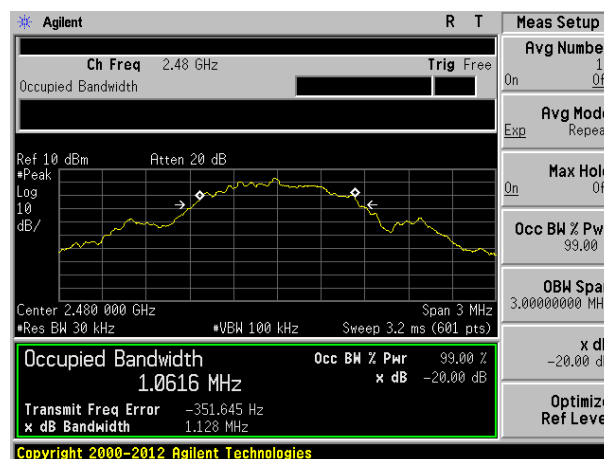 Agilent R T Meas Setup
Ch Freq 2.48 GHz Trig Free
Occupied Bandwidth
Avg Number
1
On Of
Avg Mode
Exp Repea
Ref 10 dBm Atten 20 dB
#Peak
Log
10
dB/
Max Hol
On Of
Occ BW % Pwr
99.00
OBW Spa
3.00000000 MH
Center 2.480 000 GHz Span 3 MHz
#Res BW 30 kHz #VBW 100 kHz Sweep 3.2 ms (601 pts)
Occupied Bandwidth Occ BW % Pwr 99.00 %
1.0616 MHz x dB -20.00 dB
Transmit Freq Error -351.645 Hz
x dB Bandwidth 1.128 MHz
x d
-20.00 d
Optimize
Ref Leve
Copyright 2000-2012 Agilent Technologies